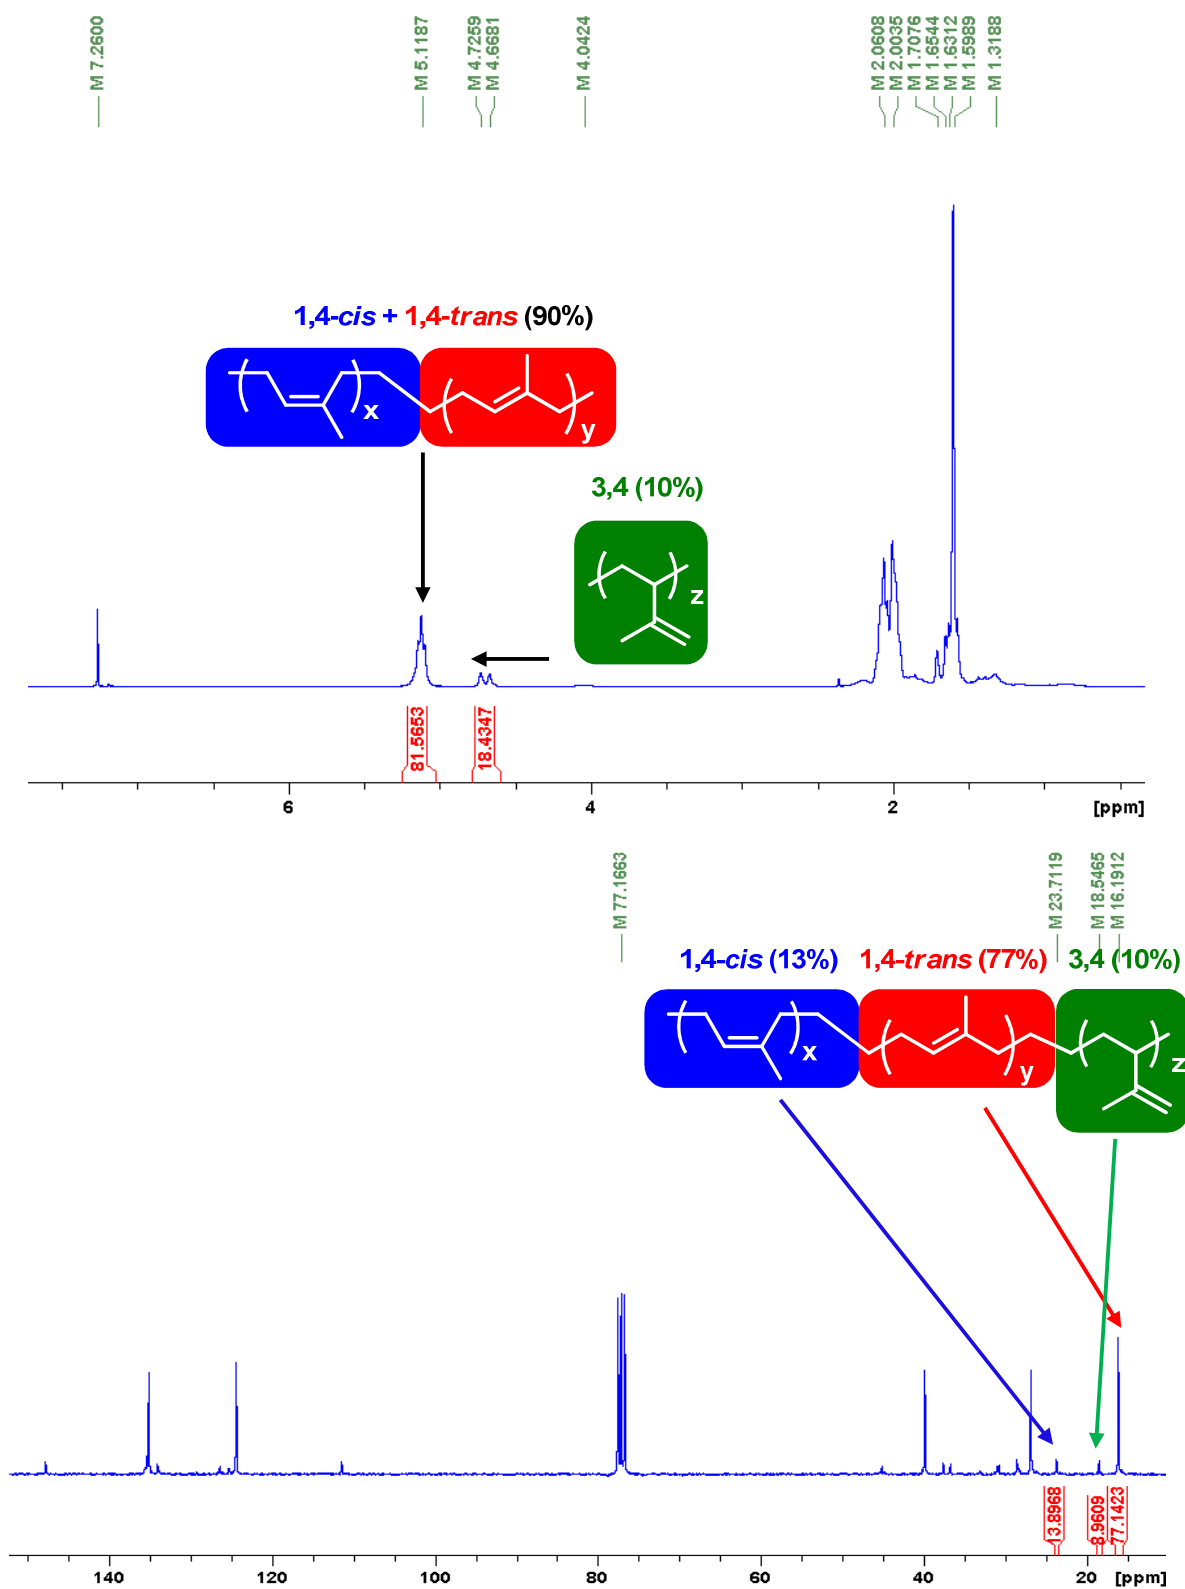 M 7.2600
M 5.1187
M 4.7259
M 4.6681
M 4.0424
M 2.0608
M 2.0035
M 1.7076
M 1.6544
M 1.6312
M 1.5989
M 1.3188
1,4-cis + 1,4-trans (90%)
x
y
3,4 (10%)
z
81.5653
18.4347
6
4
2
[ppm]
M 77.1663
M 23.7119
M 18.5465
M 16.1912
1,4-cis (13%)
1,4-trans (77%)
3,4 (10%)
x
y
z
13.8968
8.9609
77.1423
140
120
100
80
60
40
20
[ppm]